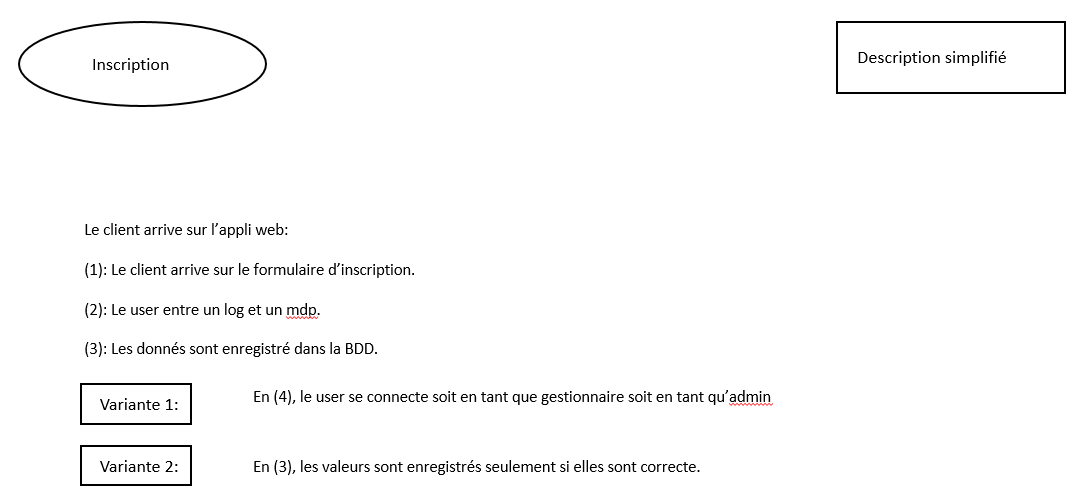 Inscription
Description simplifié
Le client arrive sur l’appli web:
(1): Le client arrive sur le formulaire d’inscription.
(2): Le user entre un log et un mdp.
(3): Les donnés sont enregistré dans la BDD.
Variante 1:
En (4), le user se connecte soit en tant que gestionnaire soit en tant qu’admin
Variante 2:
En (3), les valeurs sont enregistrés seulement si elles sont correcte.